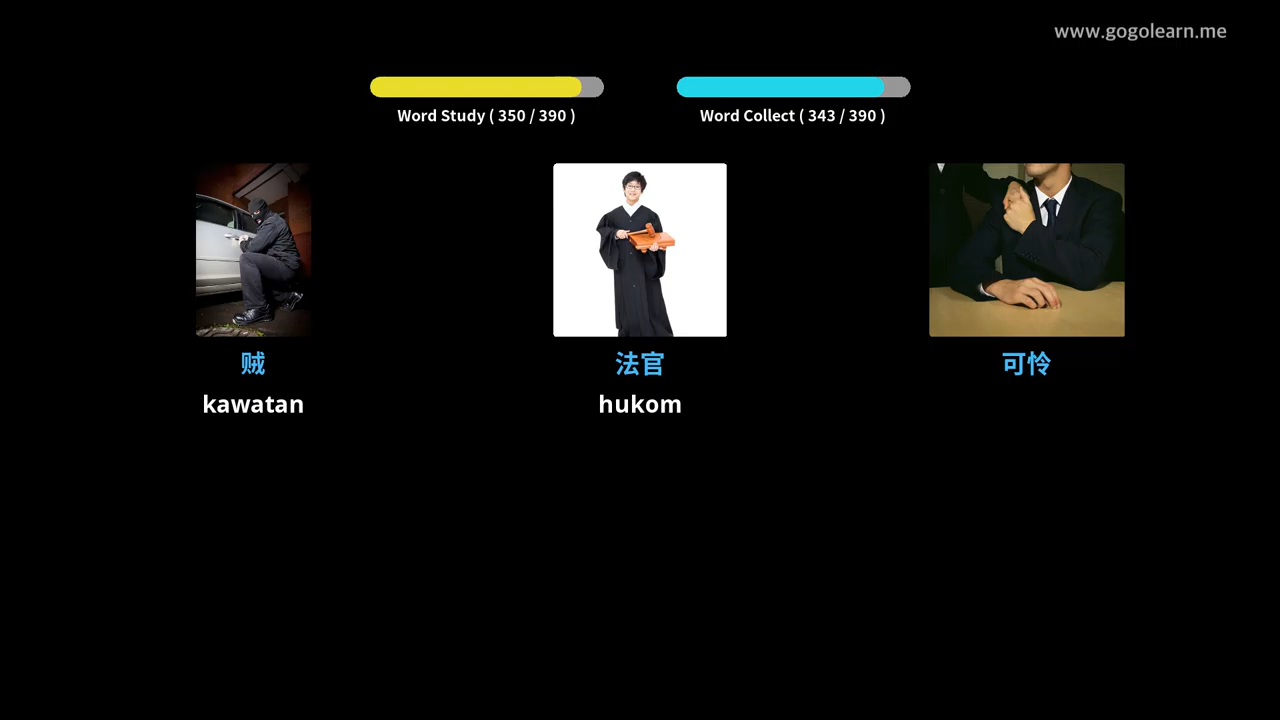 www.gogolearn.me
Word Study ( 350 / 390 )
Word Collect ( 343 / 390 )
贼
法官
可怜
kawatan
hukom